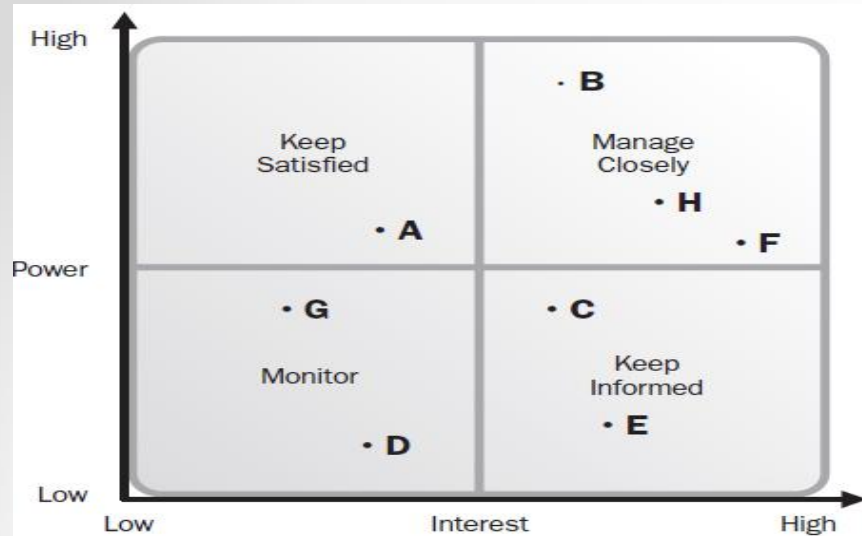 High
B
Keep
Satisfied
Manage
Closely
H
A
F
Power
G
C
Keep
Informed
Monitor
E
D
Low
Low
Interest
High